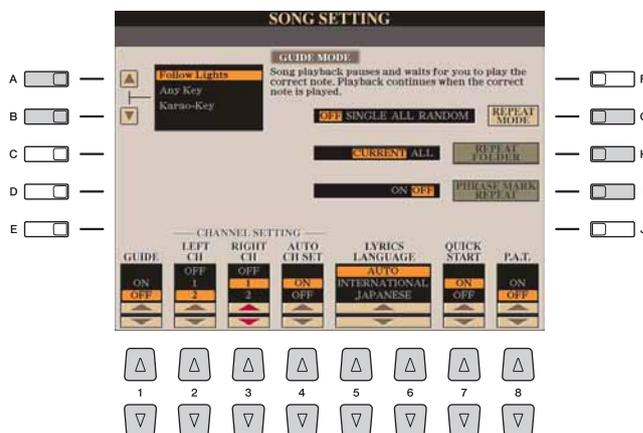 SONG SETTING
GUIDE MODE
Follow Lights
Any Key
Karao-Key
Song playback pauses and waits for you to play the
correct note. Playback continues when the correct
note is played.
OFF SINGLE ALL RANDOM
REPEAT
MODE
CURRENT ALL
REPEAT
FOLDER
ON OFF
PHRASE MARK
REPEAT
A
B
C
D
E
F
G
H
J
CHANNEL SETTING
GUIDE
ON
OFF
LEFT
CH
OFF
1
2
RIGHT
CH
OFF
1
2
AUTO
CH SET
ON
OFF
LYRICS
LANGUAGE
AUTO
INTERNATIONAL
JAPANESE
QUICK
START
ON
OFF
P.A.T.
ON
OFF
1 2 3 4 5 6 7 8